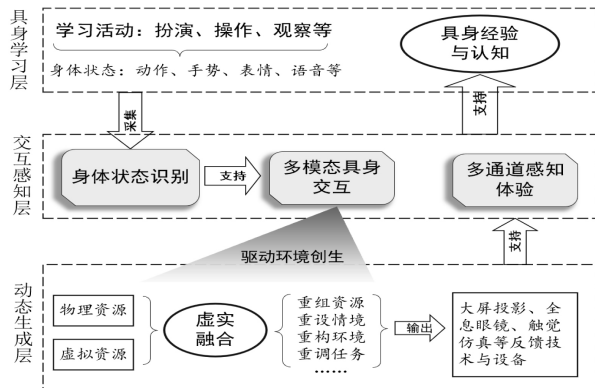 具身学习层
学习活动：扮演、操作、观察等
身体状态：动作、手势、表情、语音等
具身经验
与认知
采集
支持
交互感知层
身体状态识别
支持
多模态具身
交互
多通道感知
体验
驱动环境创生
支持
动态生成层
物理资源
虚拟资源
虚实
融合
重组资源
重设情境
重构环境
重调任务
……
输出
大屏投影、全
息眼镜、触觉
仿真等反馈技
术与设备